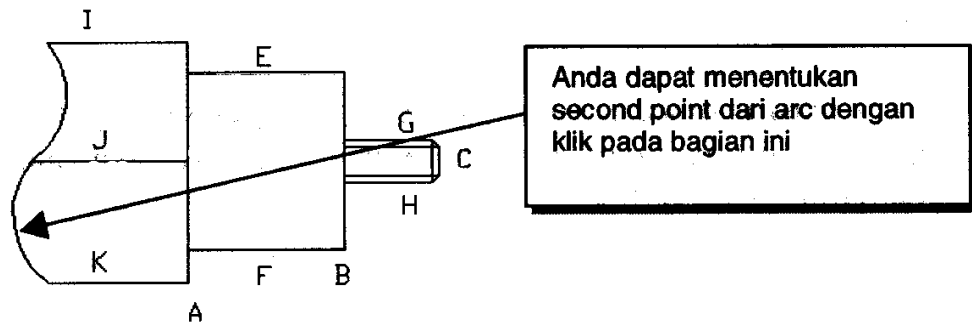 I
E
Anda dapat menentukan
second point dari arc dengan
klik pada bagian ini
G
J
C
H
K
F
B
A